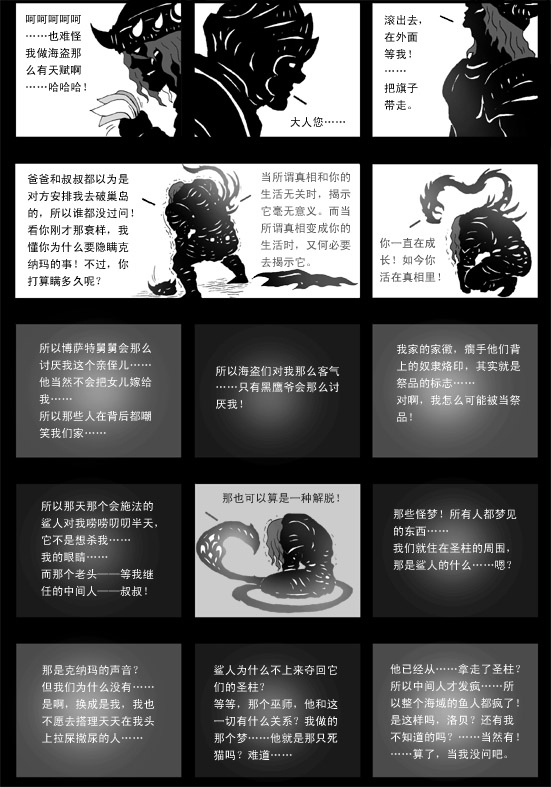 呵呵呵呵呵
……也难怪
我做海盗那
么有天赋啊
……哈哈哈！
大人您……
滚出去，
在外面
等我！
……
把旗子
带走。
爸爸和叔叔都以为是
对方安排我去破巢岛
的，所以谁都没过问！
看你刚才那衰样，我
懂你为什么要隐瞒克
纳玛的事！不过，你
打算瞒多久呢？
当所谓真相和你的
生活无关时，揭示
它毫无意义。而当
所谓真相变成你的
生活时，又何必要
去揭示它。
你一直在成
长！如今你
活在真相里！
所以博萨特舅舅会那么
讨厌我这个亲侄儿……
他当然不会把女儿嫁给
我……
所以那些人在背后都嘲
笑我们家……
所以海盗们对我那么客气
……只有黑鹰爷会那么讨
厌我！
我家的家徽，瘸手他们背
上的奴隶烙印，其实就是
祭品的标志……
对啊，我怎么可能被当祭
品！
所以那天那个会施法的
鲨人对我唠唠叨叨半天，
它不是想杀我……
我的眼睛……
而那个老头——等我继
任的中间人——叔叔！
那也可以算是一种解脱！
那些怪梦！所有人都梦见
的东西……
我们就住在圣柱的周围，
那是鲨人的什么……嗯？
那是克纳玛的声音？
但我们为什么没有……
是啊，换成是我，我也
不愿去搭理天天在我头
上拉屎撒尿的人……
鲨人为什么不上来夺回它
们的圣柱？
等等，那个巫师，他和这
一切有什么关系？我做的
那个梦……他就是那只死
猫吗？难道……
他已经从……拿走了圣柱？
所以中间人才发疯……所
以整个海域的鱼人都疯了！
是这样吗，洛贝？还有我
不知道的吗？……当然有！
……算了，当我没问吧。